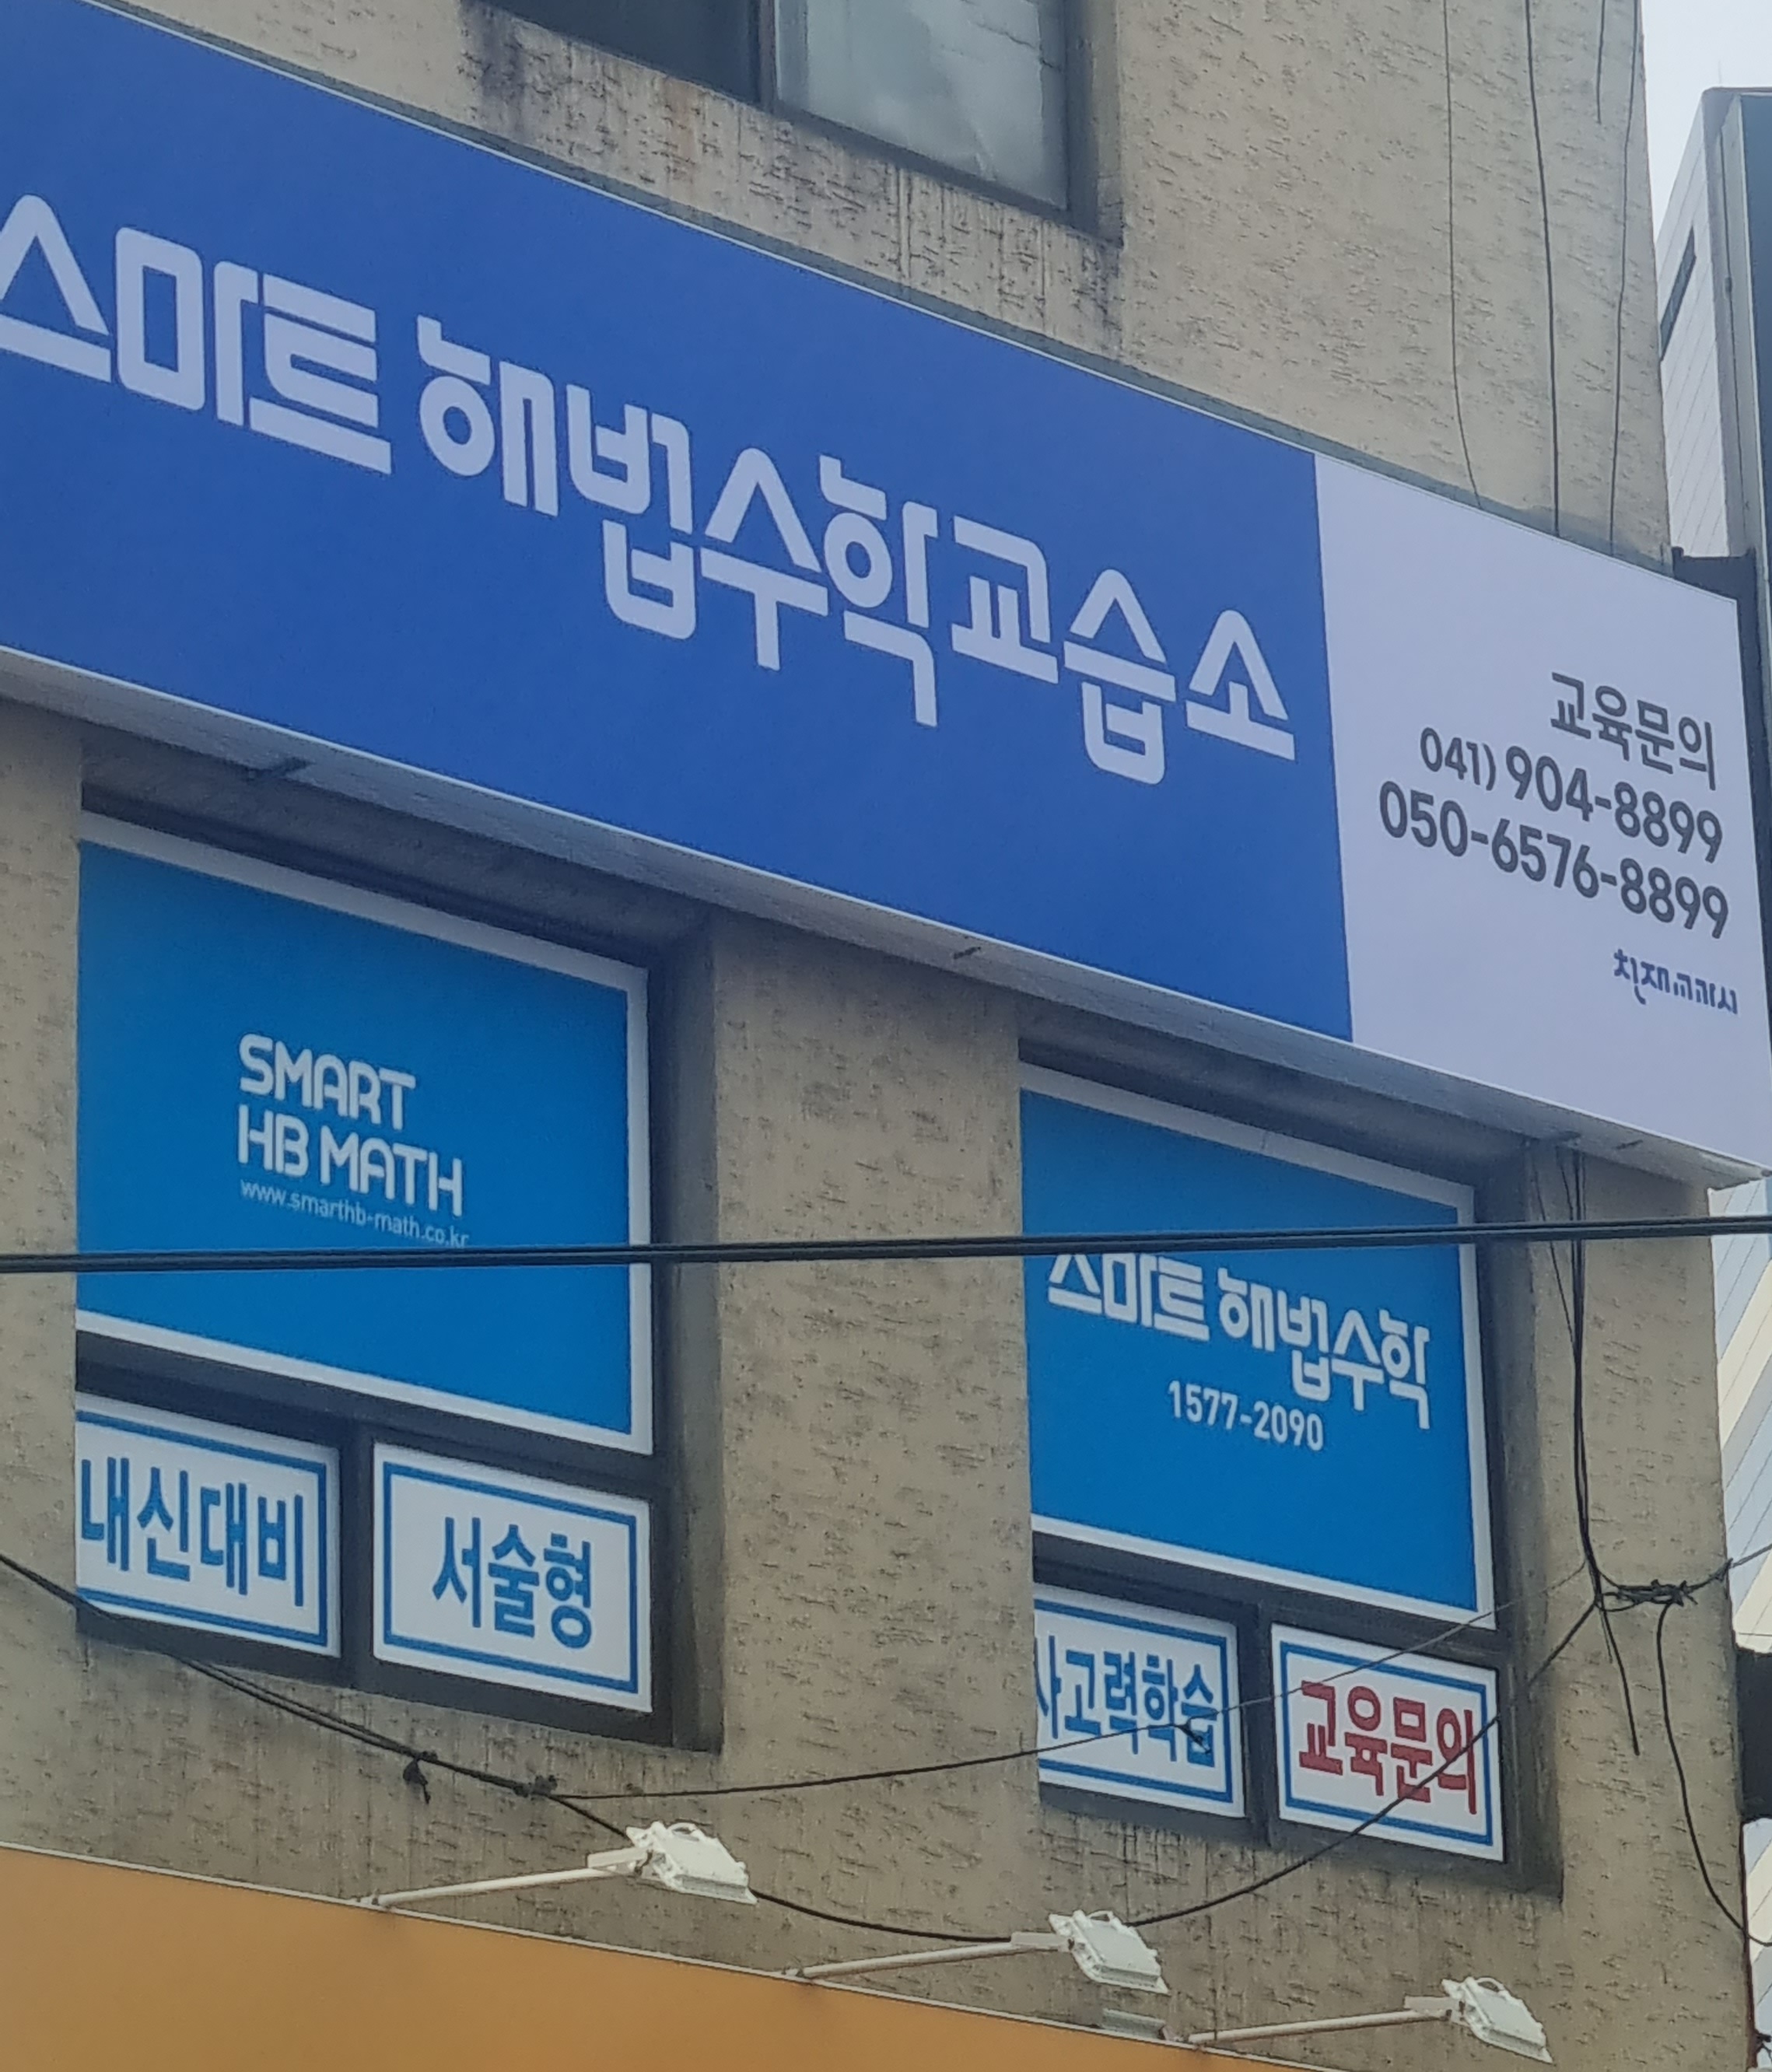 스마트 해법수학교습소
교육문의
041) 904-8899
050-6576-8899
천재교과서
SMART
HB MATH
www.smarthb-math.co.kr
스마트 해법수학
1577-2090
내신대비
서술형
사고력학습
교육문의